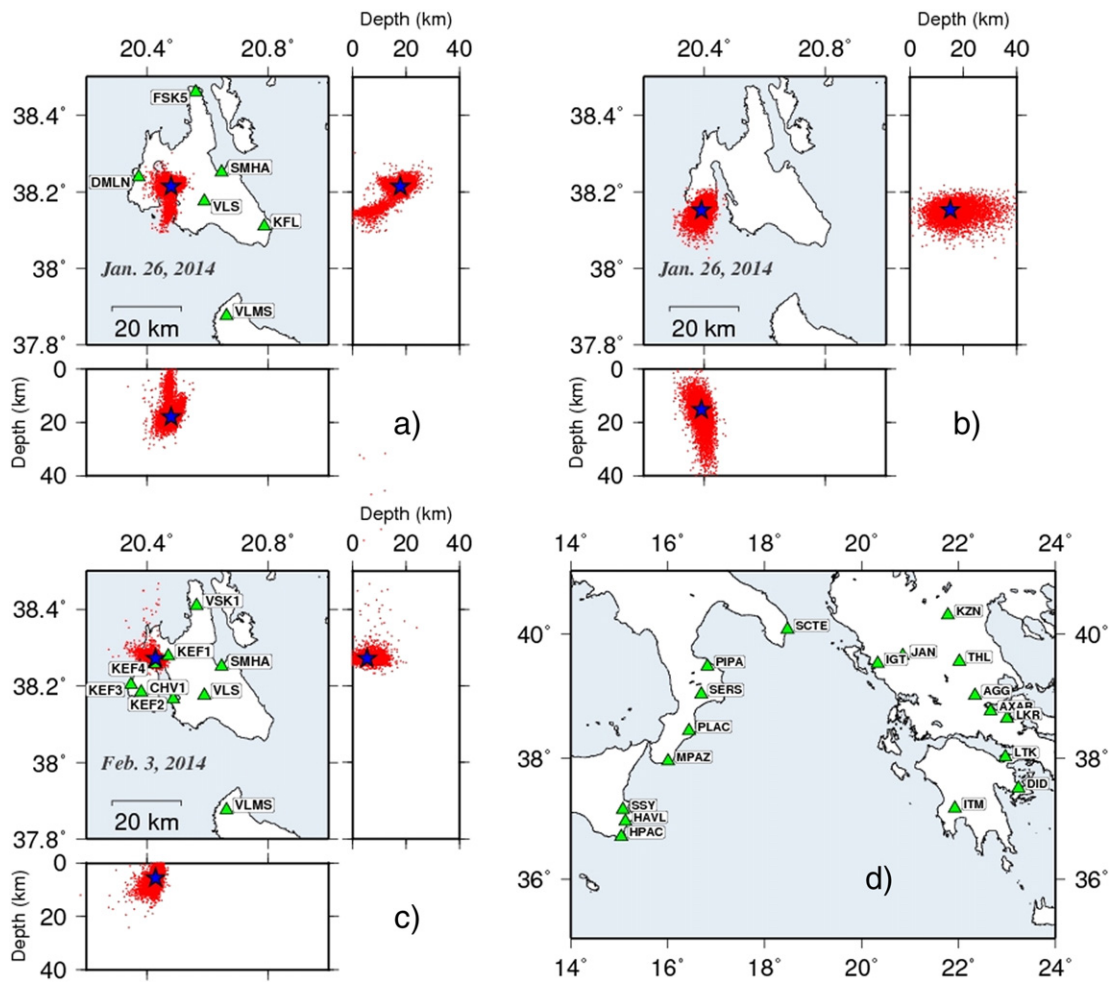 Depth (km)
20.4° 20.8° 0 20 40
38.4°
38.2°
38°
37.8°
FSK5
SMHA
DMLN
VLS
KFL
Jan. 26, 2014
VLMS
20 km
Depth (km)
0
20
40
a)
Depth (km)
20.4° 20.8° 0 20 40
38.4°
38.2°
38°
37.8°
Jan. 26, 2014
20 km
Depth (km)
0
20
40
b)
Depth (km)
20.4° 20.8° 0 20 40
38.4°
38.2°
38°
37.8°
VSK1
KEF1
KEF4
SMHA
KEF3
CHV1
VLS
KEF2
Feb. 3, 2014
VLMS
20 km
Depth (km)
0
20
40
c)
14° 16° 18° 20° 22° 24°
40° 40°
38° 38°
36° 36°
KZN
SCTE
JAN
IGT
THL
PIPA
SERS
AGG
AXAR
LKR
PLAC
MPAZ
LTK
DID
SSY
ITM
HAVL
HPAC
d)
14° 16° 18° 20° 22° 24°